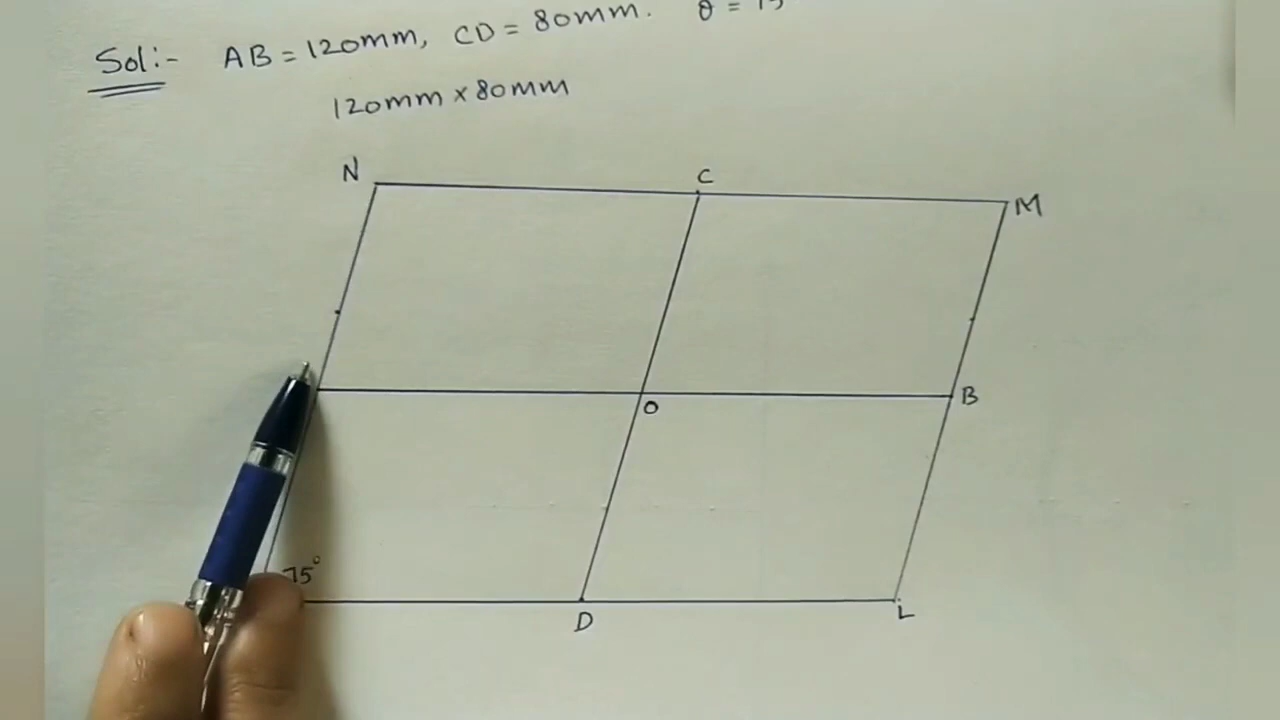 Sol:- AB = 120mm, CD = 80mm. θ =
120mm x 80mm
N C M
O B
75°
D L